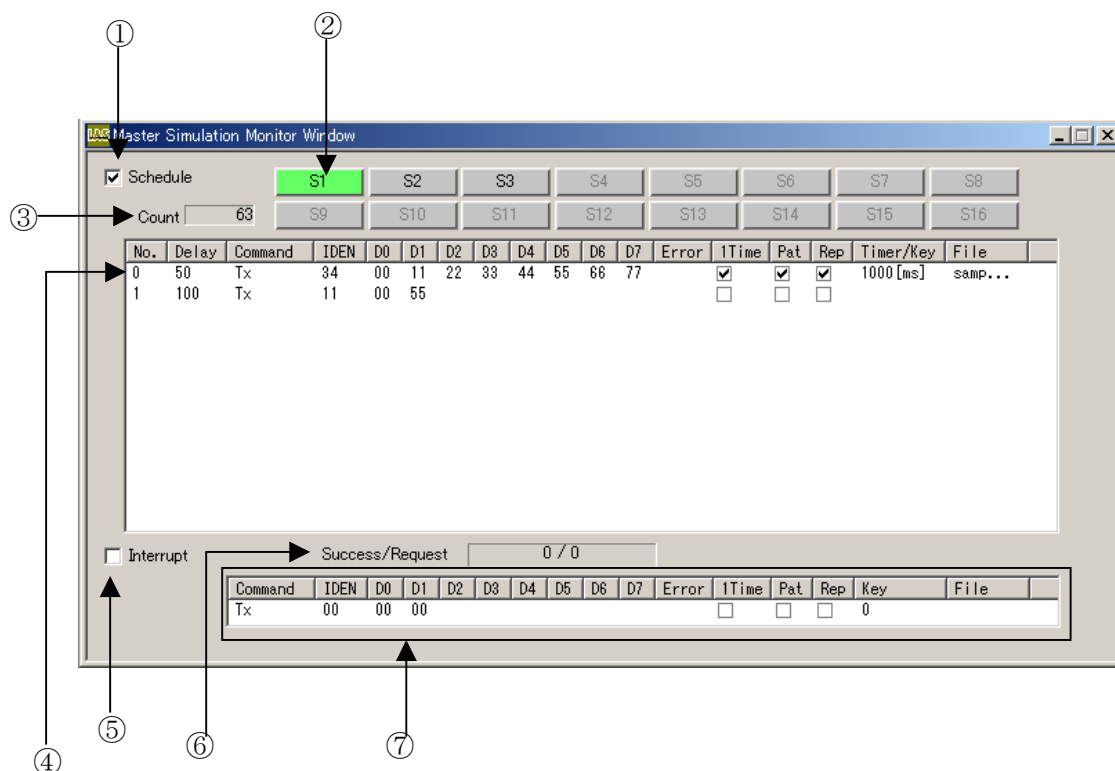 ① ②
Master Simulation Monitor Window
Schedule S1 S2 S3 S4 S5 S6 S7 S8
③ Count 63 S9 S10 S11 S12 S13 S14 S15 S16
No. Delay Command IDEN D0 D1 D2 D3 D4 D5 D6 D7 Error 1Time Pat Rep Timer/Key File
0 50 Tx 34 00 11 22 33 44 55 66 77 1000[ms] samp...
1 100 Tx 11 00 55
Interrupt Success/Request 0 / 0
Command IDEN D0 D1 D2 D3 D4 D5 D6 D7 Error 1Time Pat Rep Key File
Tx 00 00 00 0
⑤ ⑥ ⑦
④